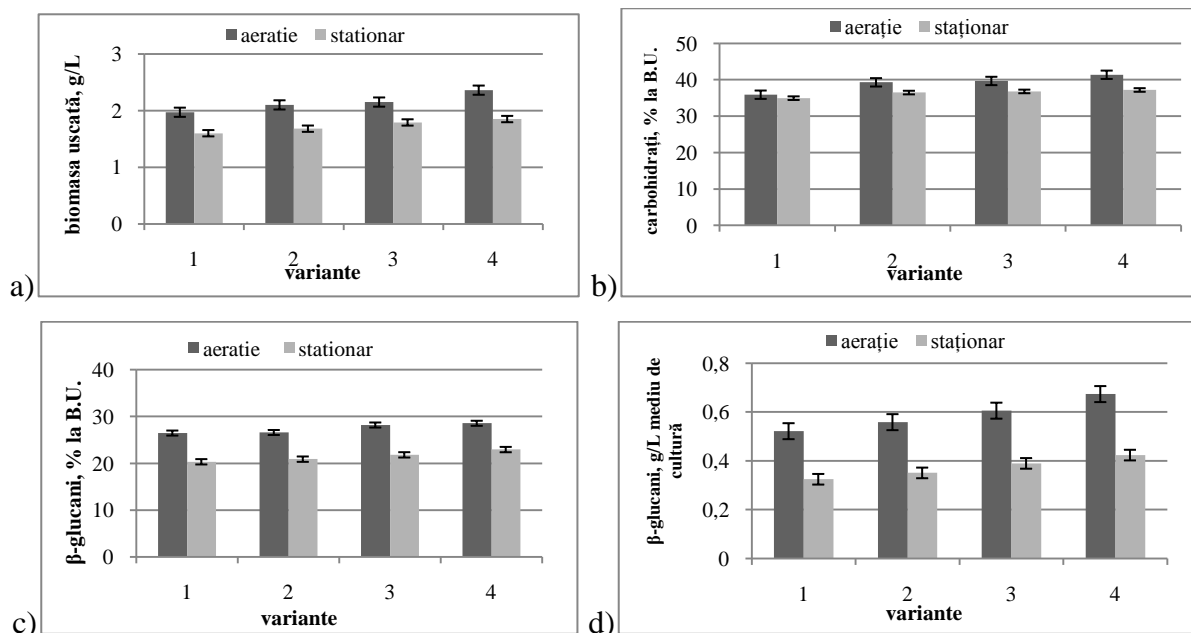 aeratie stationar
3
2
1
0
biomasa uscată, g/L
1 2 3 4
variante
a)
aerație staționar
50
40
30
20
10
0
carbohidrați, % la B.U.
1 2 3 4
variante
b)
aeratie stationar
40
30
20
10
0
β-glucani, % la B.U.
1 2 3 4
variante
c)
aerație staționar
0,8
0,6
0,4
0,2
0
β-glucani, g/L mediu de
cultură
1 2 3 4
variante
d)